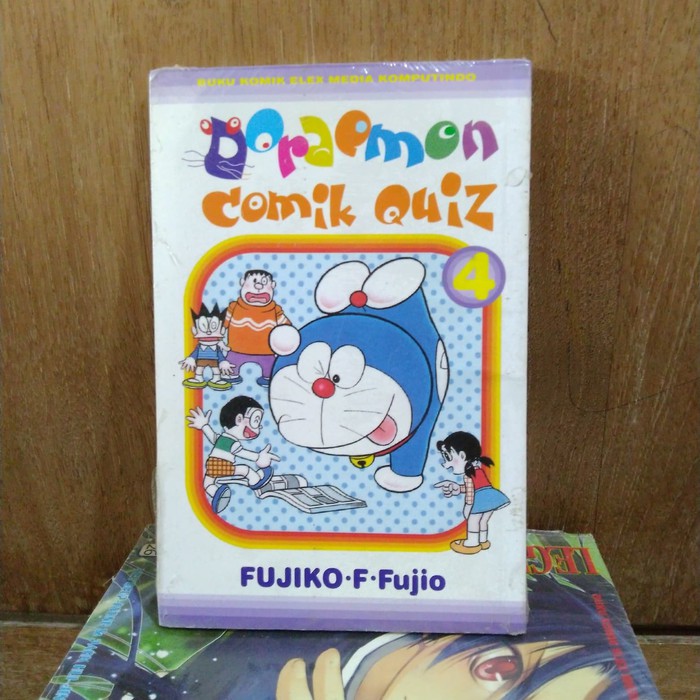 BUKU KOMIK ELEX MEDIA KOMPUTINDO
Doraemon
Comik Quiz
4
FUJIKO·F·Fujio